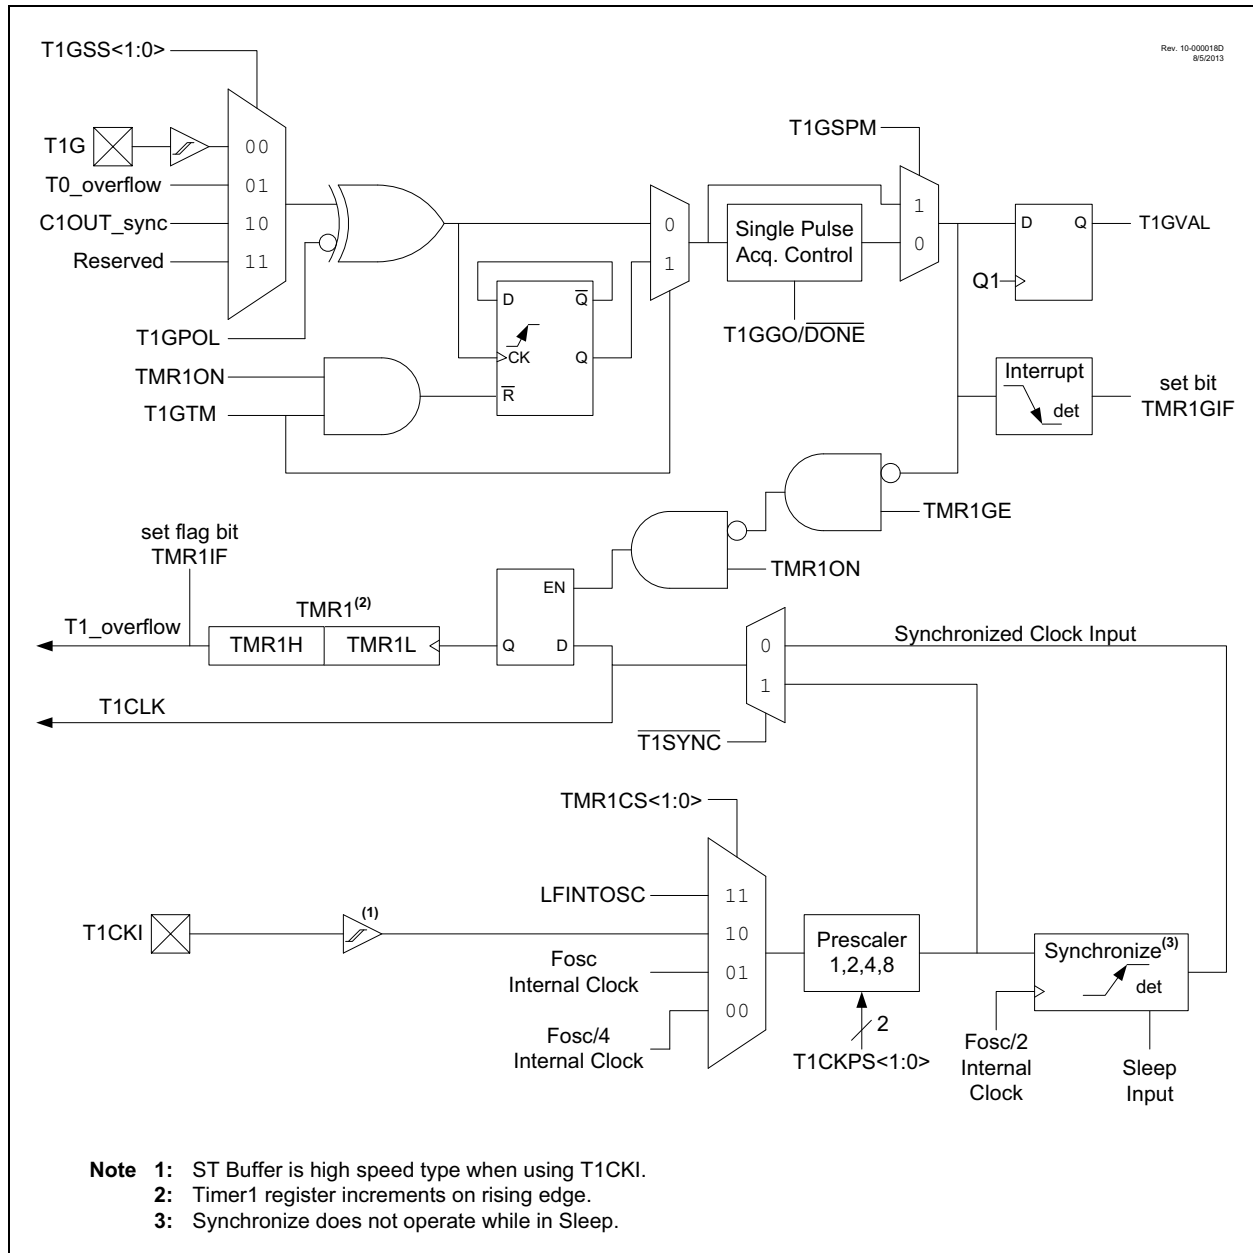 Rev. 10-000018D
8/5/2013
T1GSS<1:0>
T1G
00
T0_overflow
01
C1OUT_sync
10
Reserved
11
T1GPOL
TMR1ON
T1GTM
D
Q̅
CK
Q
R̅
0
1
T1GSPM
Single Pulse
Acq. Control
T1GGO/D̅O̅N̅E̅
1
0
D
Q
T1GVAL
Q1
Interrupt
det
set bit
TMR1GIF
TMR1GE
TMR1ON
set flag bit
TMR1IF
TMR1(2)
T1_overflow
TMR1H
TMR1L
EN
Q
D
T1CLK
0
1
Synchronized Clock Input
T̅1̅S̅Y̅N̅C̅
TMR1CS<1:0>
LFINTOSC
11
T1CKI
(1)
10
Fosc
Internal Clock
01
Fosc/4
Internal Clock
00
Prescaler
1,2,4,8
2
T1CKPS<1:0>
Synchronize(3)
det
Fosc/2
Internal
Clock
Sleep
Input
Note 1: ST Buffer is high speed type when using T1CKI.
2: Timer1 register increments on rising edge.
3: Synchronize does not operate while in Sleep.